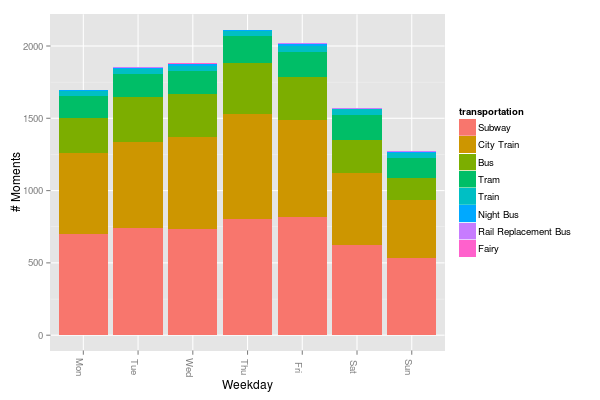 2000
1500
1000
500
0
# Moments
Mon
Tue
Wed
Thu
Fri
Sat
Sun
Weekday
transportation
Subway
City Train
Bus
Tram
Train
Night Bus
Rail Replacement Bus
Fairy